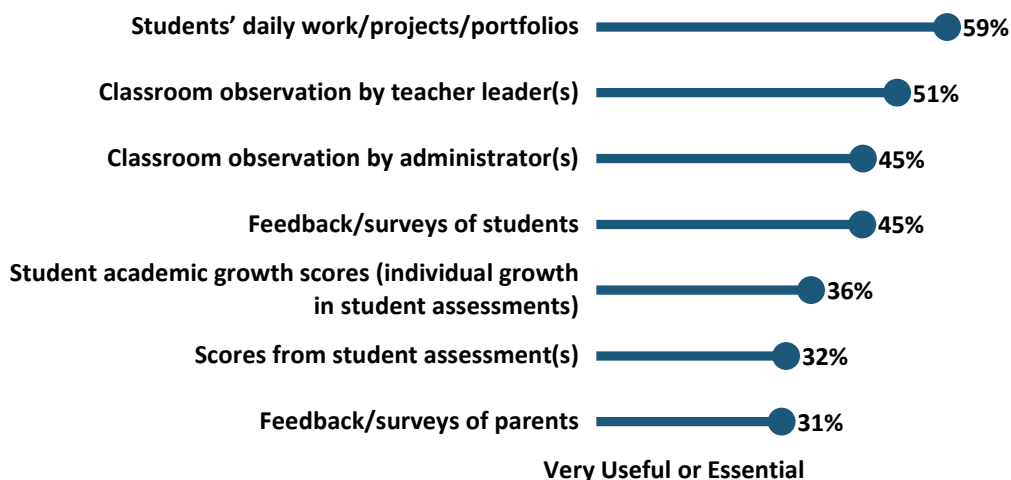 Students’ daily work/projects/portfolios 59%
Classroom observation by teacher leader(s) 51%
Classroom observation by administrator(s) 45%
Feedback/surveys of students 45%
Student academic growth scores (individual growth
in student assessments) 36%
Scores from student assessment(s) 32%
Feedback/surveys of parents 31%
Very Useful or Essential